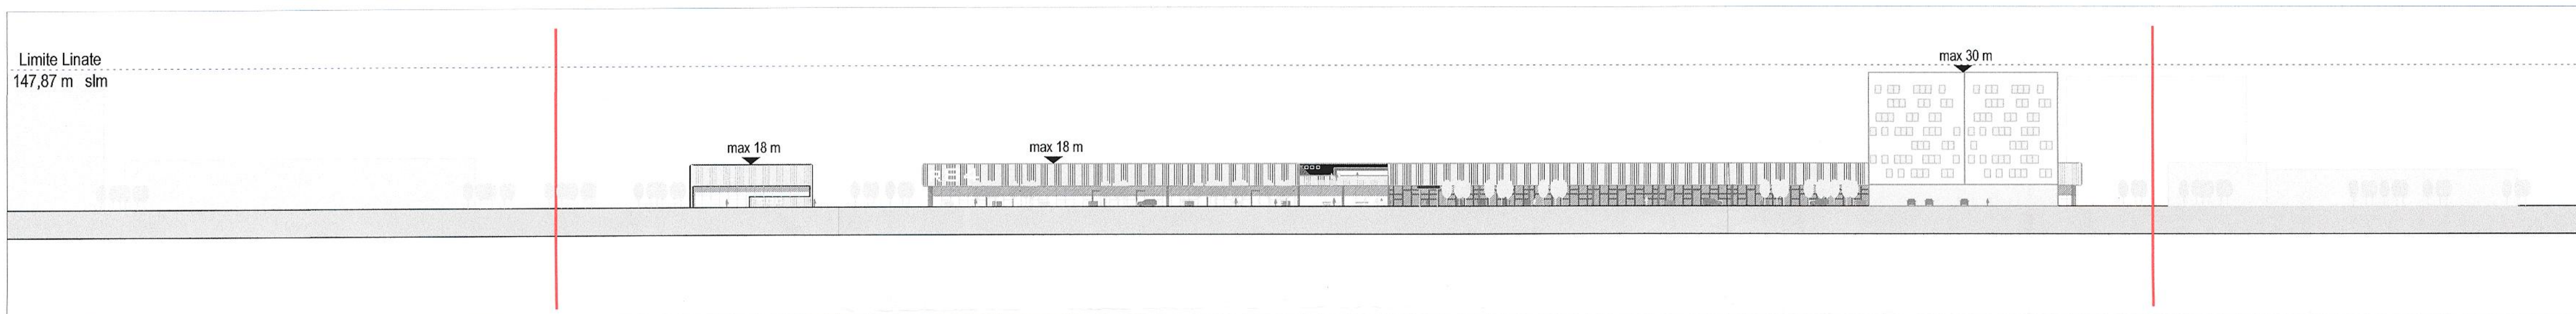 Limite Linate
147,87 m slm
max 18 m
max 18 m
max 30 m